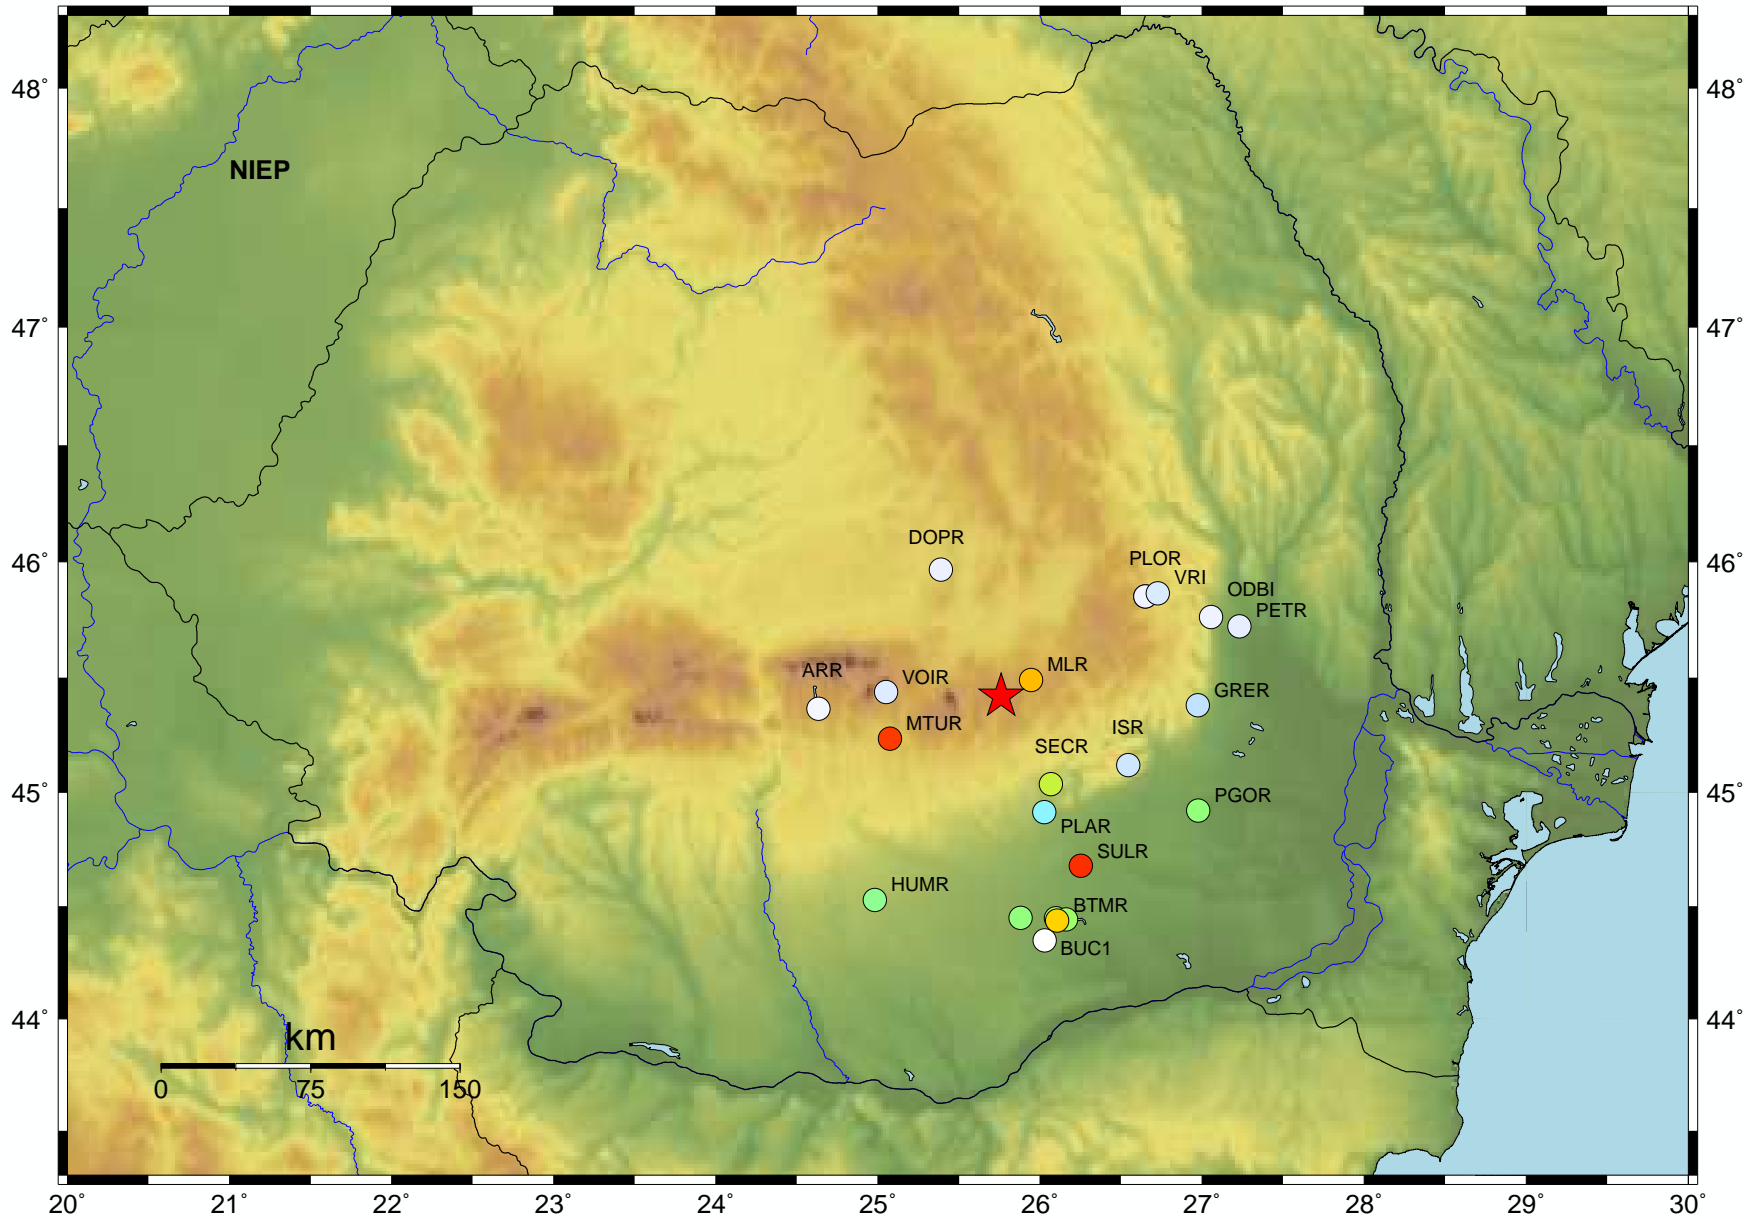 48˚
48˚
NIEP
47˚
47˚
DOPR
PLOR
46˚
46˚
VRI
ODBI
PETR
ARR
VOIR
MLR
GRER
MTUR
ISR
SECR
45˚
45˚
PGOR
PLAR
SULR
HUMR
BTMR
BUC1
44˚
44˚
km
0 75 150
20˚ 21˚ 22˚ 23˚ 24˚ 25˚ 26˚ 27˚ 28˚ 29˚ 30˚